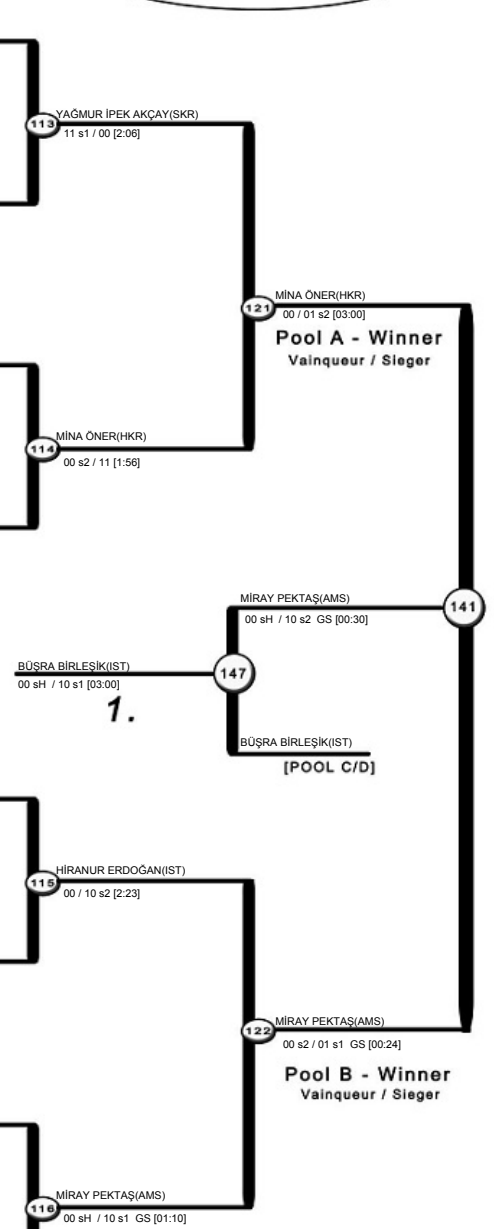 113
YAĞMUR İPEK AKÇAY(SKR)
11 s1 / 00 [2:06]
121
MİNA ÖNER(HKR)
00 / 01 s2 [03:00]
Pool A - Winner
Vainqueur / Sieger
114
MİNA ÖNER(HKR)
00 s2 / 11 [1:56]
MİRAY PEKTAŞ(AMS)
00 sH / 10 s2 GS [00:30]
141
BÜŞRA BİRLEŞİK(IST)
00 sH / 10 s1 [03:00]
147
1.
BÜŞRA BİRLEŞİK(IST)
[POOL C/D]
115
HİRANUR ERDOĞAN(IST)
00 / 10 s2 [2:23]
122
MİRAY PEKTAŞ(AMS)
00 s2 / 01 s1 GS [00:24]
Pool B - Winner
Vainqueur / Sieger
116
MİRAY PEKTAŞ(AMS)
00 sH / 10 s1 GS [01:10]